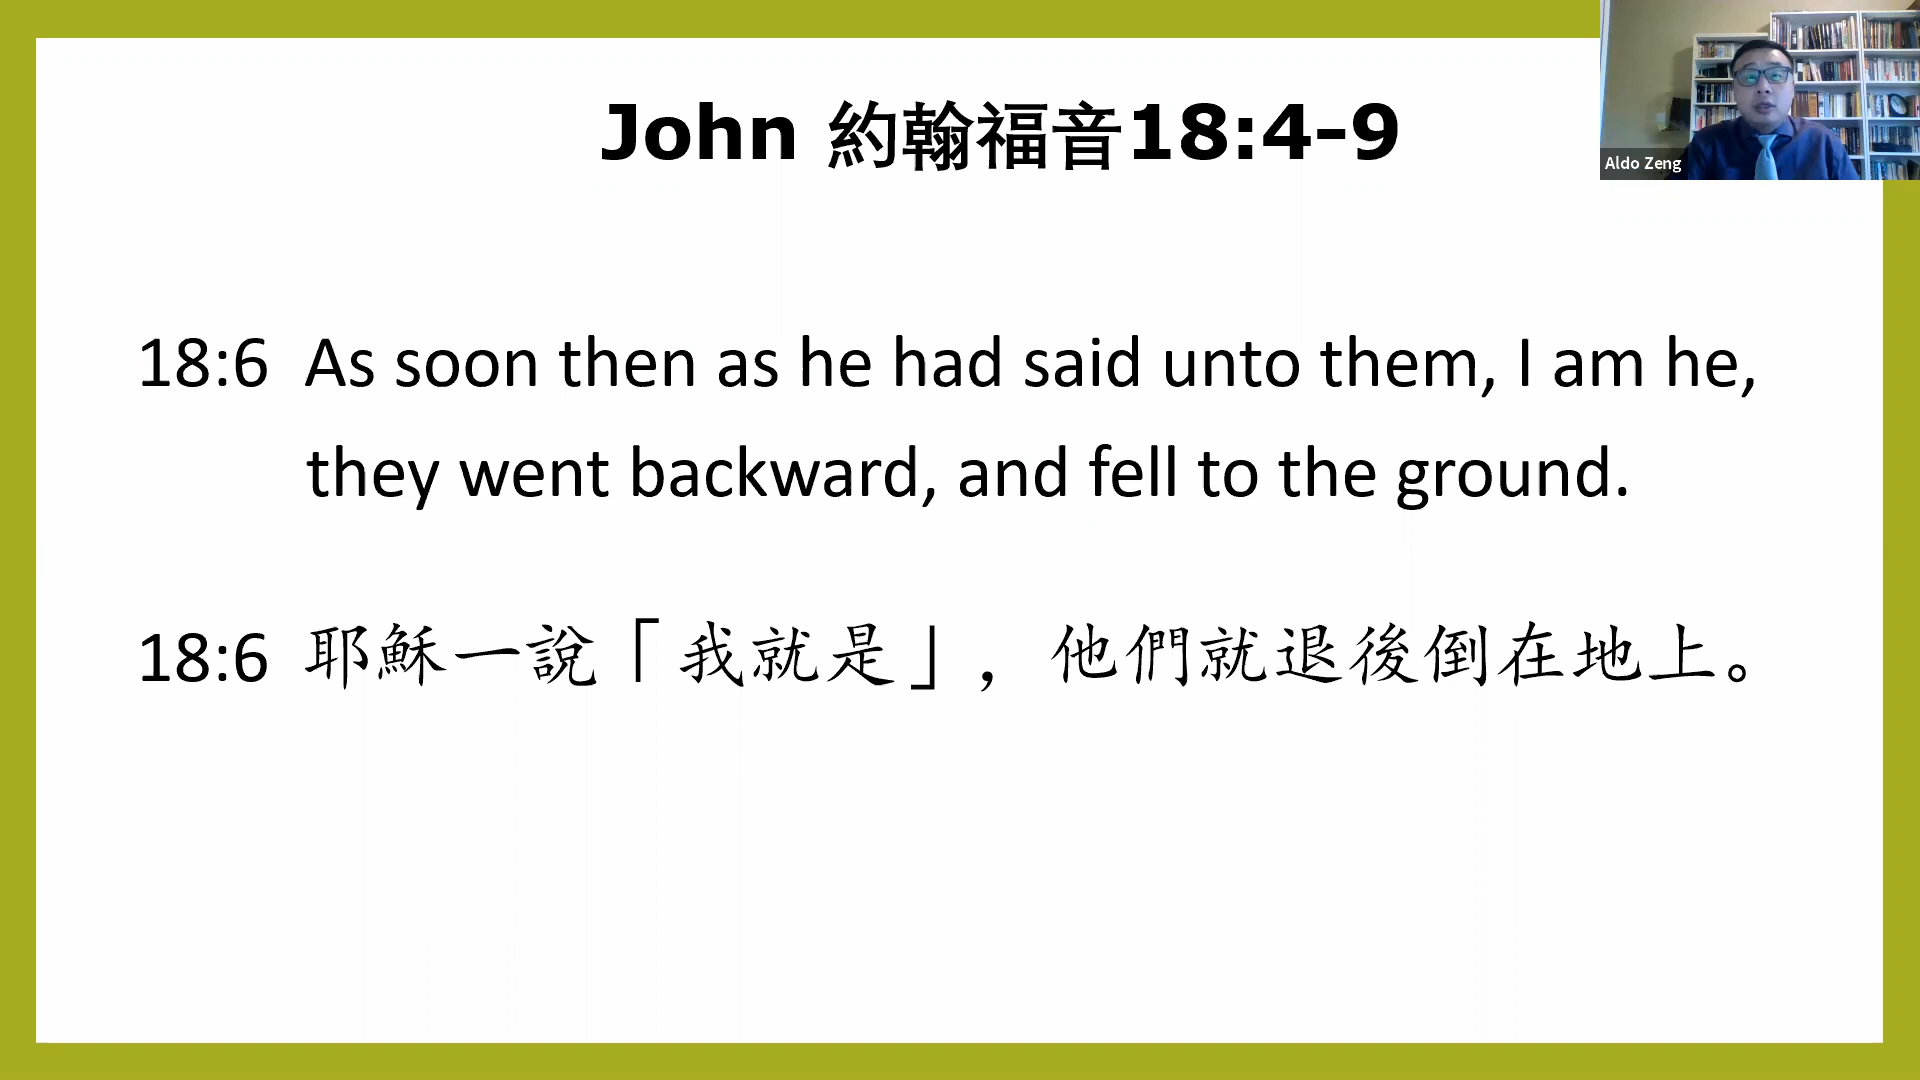 John 約翰福音18:4-9
Aldo Zeng
18:6 As soon then as he had said unto them, I am he,
they went backward, and fell to the ground.
18:6 耶穌一說「我就是」，他們就退後倒在地上。